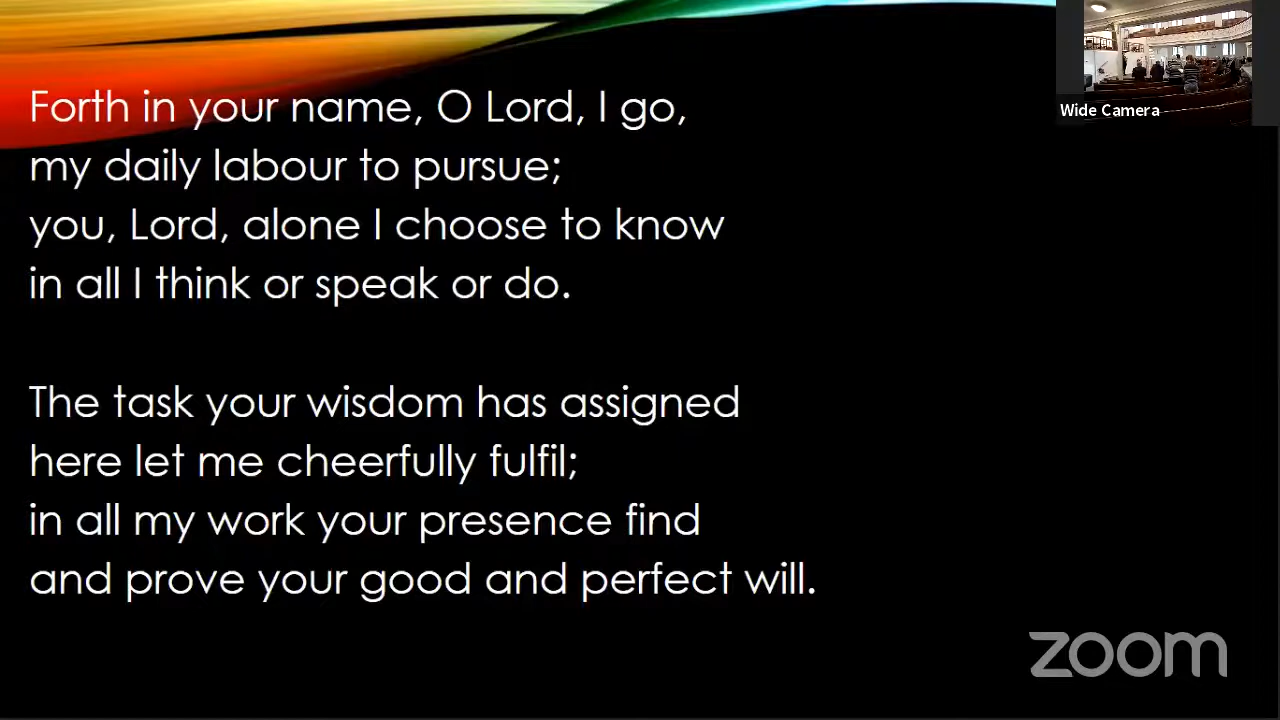 Forth in your name, O Lord, I go,
my daily labour to pursue;
you, Lord, alone I choose to know
in all I think or speak or do.
The task your wisdom has assigned
here let me cheerfully fulfil;
in all my work your presence find
and prove your good and perfect will.
Wide Camera
zoom